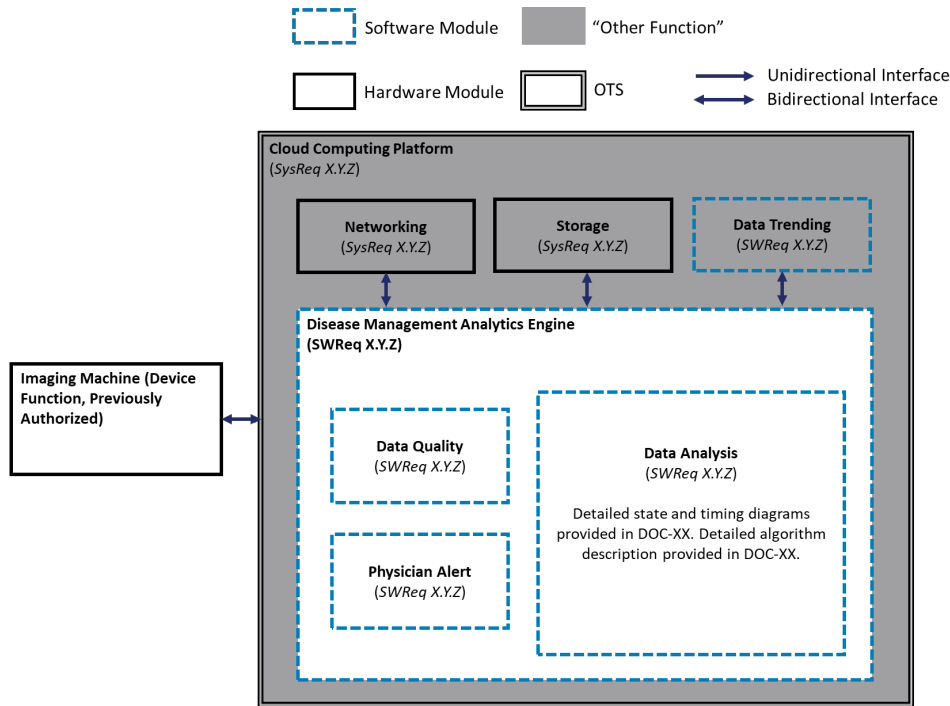 Software Module
“Other Function”
Hardware Module
OTS
Unidirectional Interface
Bidirectional Interface
Cloud Computing Platform
(SysReq X.Y.Z)
Networking
(SysReq X.Y.Z)
Storage
(SysReq X.Y.Z)
Data Trending
(SWReq X.Y.Z)
Disease Management Analytics Engine
(SWReq X.Y.Z)
Imaging Machine (Device
Function, Previously
Authorized)
Data Quality
(SWReq X.Y.Z)
Physician Alert
(SWReq X.Y.Z)
Data Analysis
(SWReq X.Y.Z)
Detailed state and timing diagrams
provided in DOC-XX. Detailed algorithm
description provided in DOC-XX.